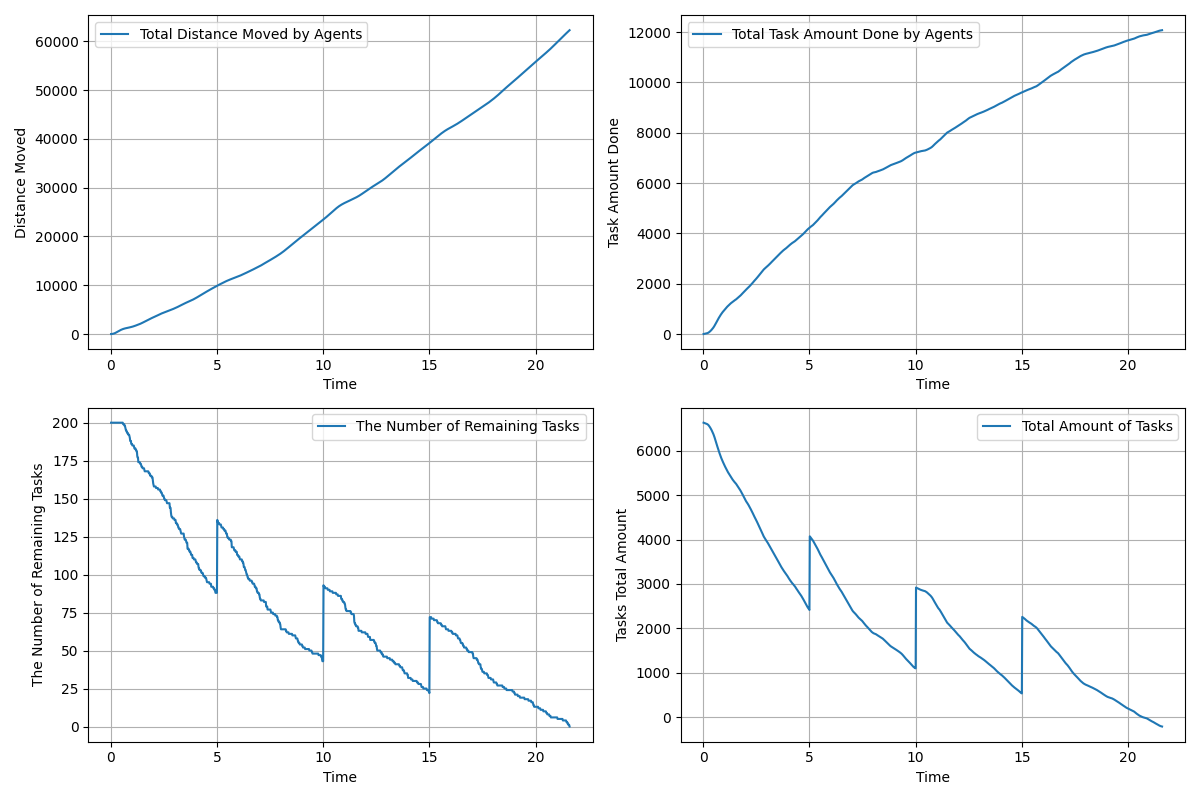 Total Distance Moved by Agents
Distance Moved
60000
50000
40000
30000
20000
10000
0
0 5 10 15 20
Time
Total Task Amount Done by Agents
Task Amount Done
12000
10000
8000
6000
4000
2000
0
0 5 10 15 20
Time
The Number of Remaining Tasks
The Number of Remaining Tasks
200
175
150
125
100
75
50
25
0
0 5 10 15 20
Time
Total Amount of Tasks
Tasks Total Amount
6000
5000
4000
3000
2000
1000
0
0 5 10 15 20
Time